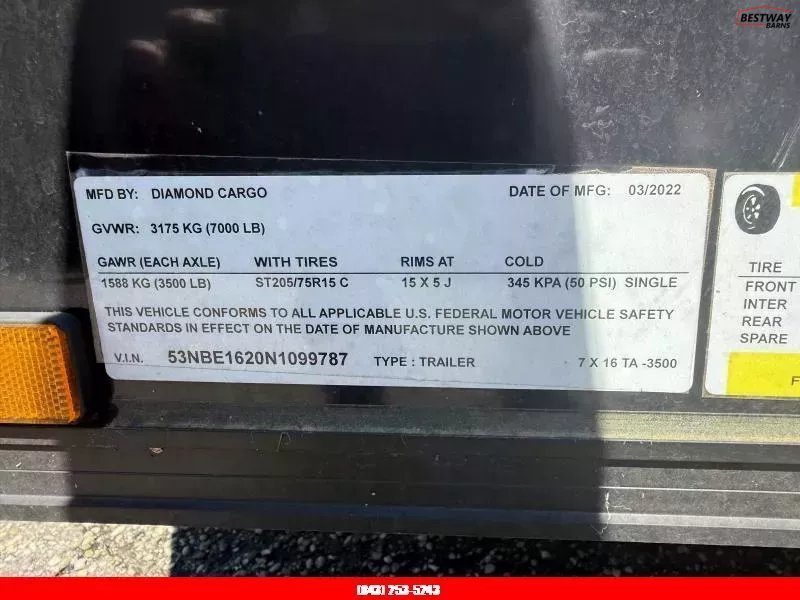 BESTWAY
BARNS
MFD BY: DIAMOND CARGO DATE OF MFG: 03/2022
GVWR: 3175 KG (7000 LB)
GAWR (EACH AXLE) WITH TIRES RIMS AT COLD
1588 KG (3500 LB) ST205/75R15 C 15 X 5 J 345 KPA (50 PSI) SINGLE
THIS VEHICLE CONFORMS TO ALL APPLICABLE U.S. FEDERAL MOTOR VEHICLE SAFETY
STANDARDS IN EFFECT ON THE DATE OF MANUFACTURE SHOWN ABOVE
V.I.N. 53NBE1620N1099787 TYPE : TRAILER 7 X 16 TA -3500
TIRE
FRONT
INTER
REAR
SPARE
F
(843) 253-5243